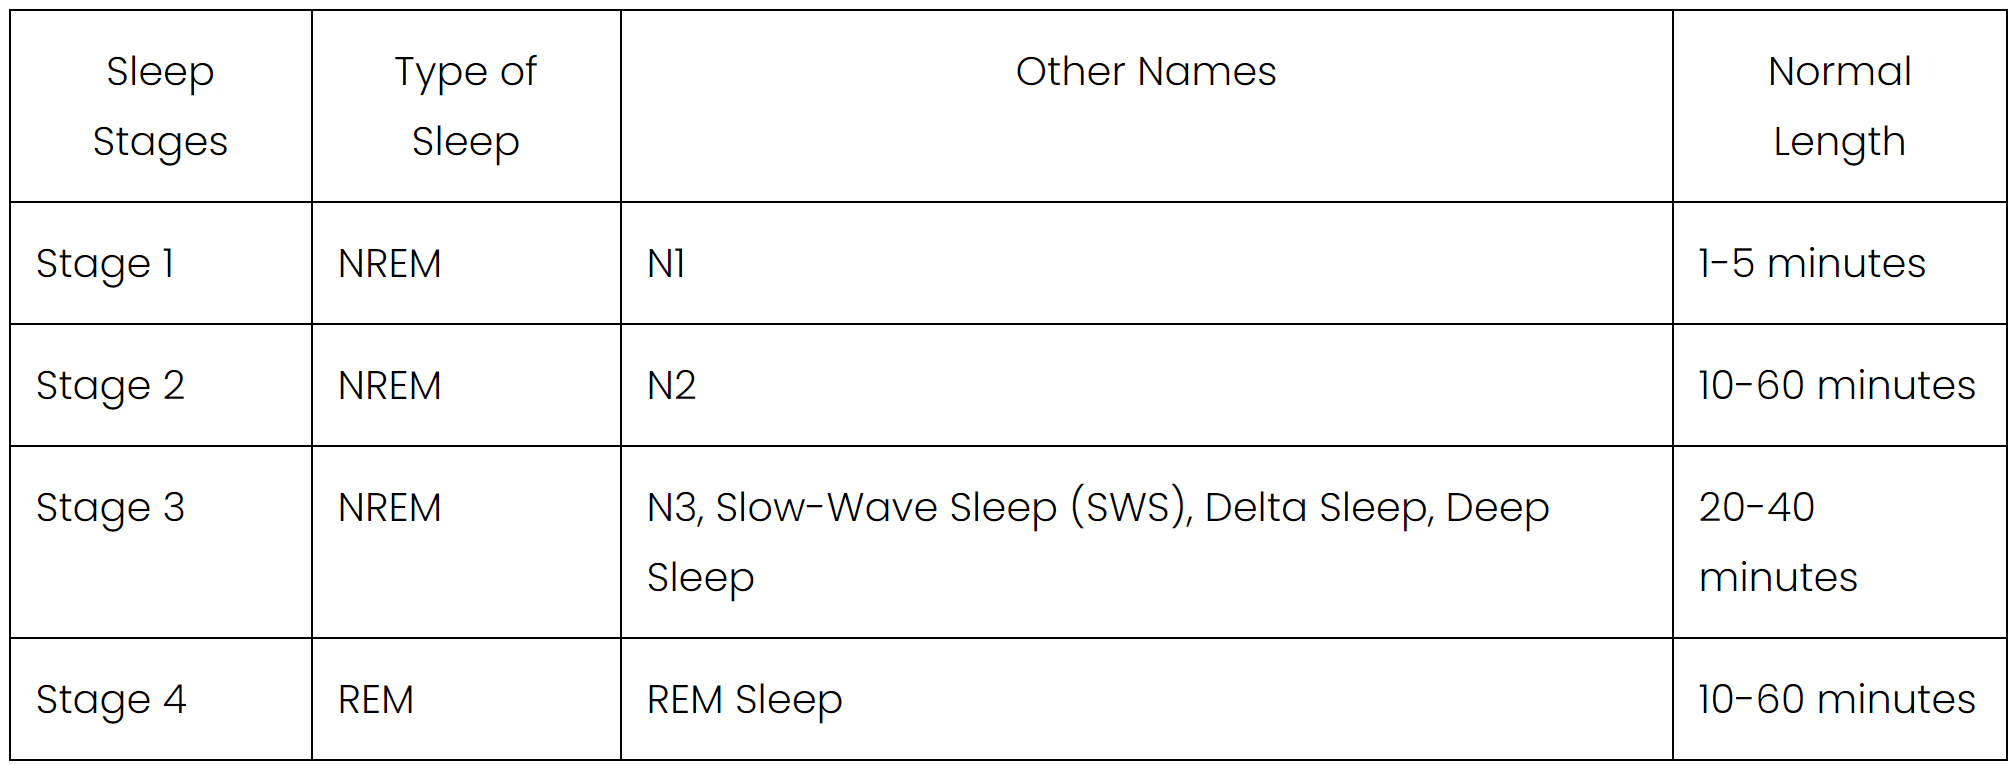 Sleep Stages
Type of Sleep
Other Names
Normal Length
Stage 1
NREM
N1
1-5 minutes
Stage 2
NREM
N2
10-60 minutes
Stage 3
NREM
N3, Slow-Wave Sleep (SWS), Delta Sleep, Deep
Sleep
20-40
minutes
Stage 4
REM
REM Sleep
10-60 minutes